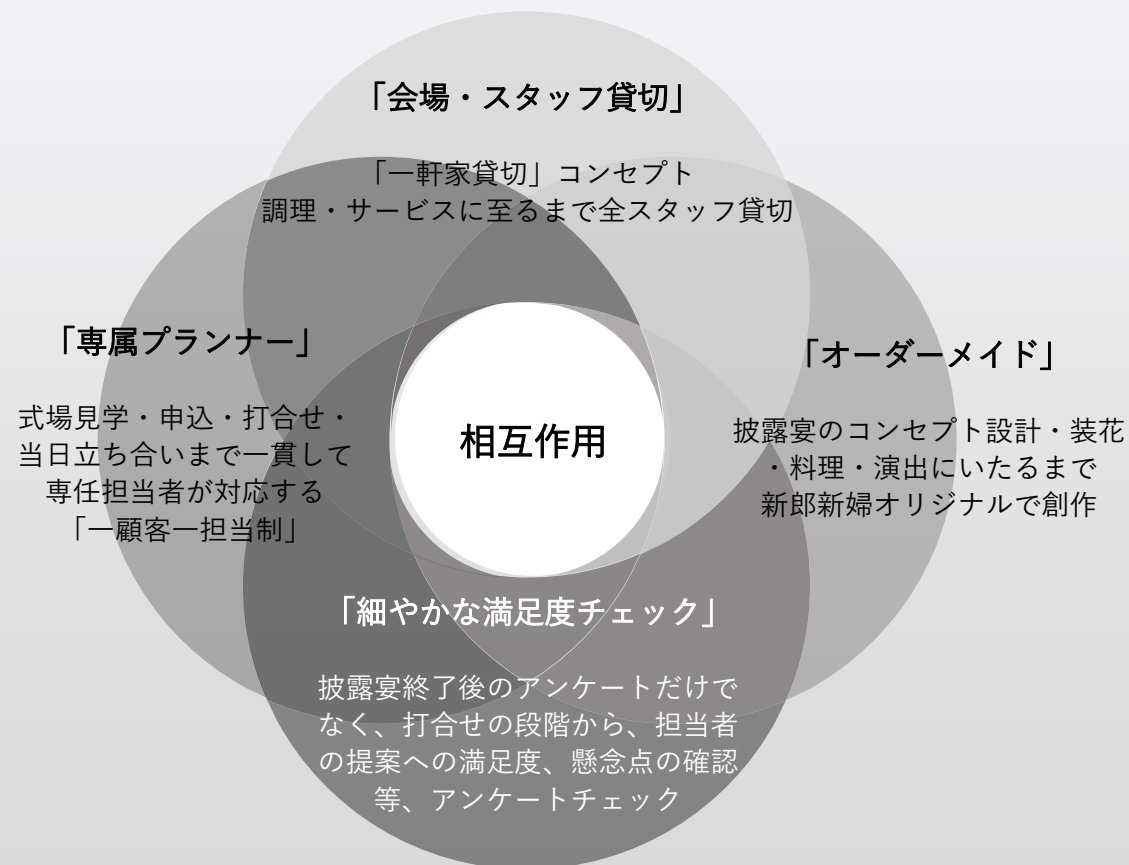 「会場・スタッフ貸切」
「一軒家貸切」コンセプト
調理・サービスに至るまで全スタッフ貸切
「専属プランナー」
式場見学・申込・打合せ・
当日立ち合いまで一貫して
専任担当者が対応する
「一顧客一担当制」
相互作用
「オーダーメイド」
披露宴のコンセプト設計・装花
・料理・演出にいたるまで
新郎新婦オリジナルで創作
「細やかな満足度チェック」
披露宴終了後のアンケートだけで
なく、打合せの段階から、担当者
の提案への満足度、懸念点の確認
等、アンケートチェック